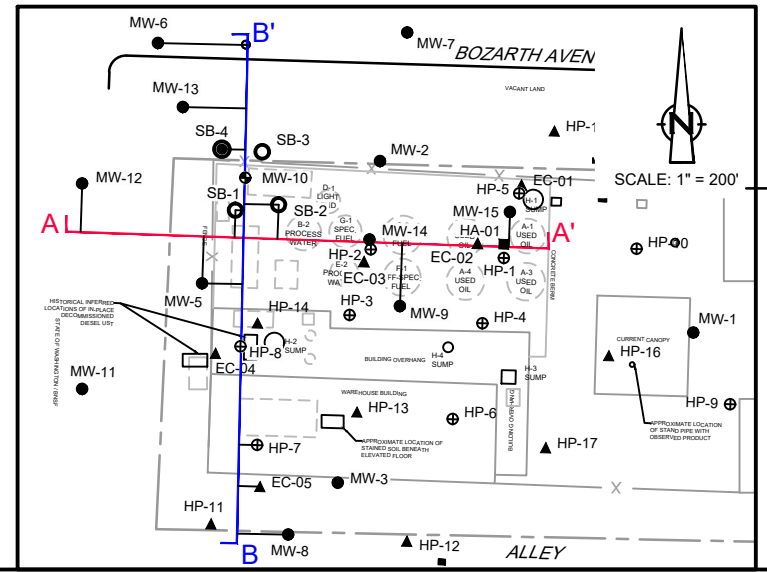 MW-6
B'
MW-7
BOZARTH AVEN
VACANT LAND
N
MW-13
HP-1
SB-4
SB-3
MW-2
SCALE: 1" = 200'
MW-12
MW-10
D-1
LIGHT
HP-5
EC-01
H-1
SUMP
SB-1
SB-2
MW-15
A
B-2
PROCESS
WATER
G-1
SPEC.
FUEL
MW-14
FUEL
HA-01
OIL
A-1
USED
OIL
A'
HP-2
EC-02
HP-1
E-2
EC-03
F-1
FF-SPEC.
FUEL
A-4
USED
OIL
A-3
USED
OIL
CONCRETE BERM
MW-5
HISTORICAL INFERRED
LOCATIONS OF IN-PLACE
DECOMMISSIONED
DIESEL UST
HP-14
HP-3
MW-9
HP-4
MW-1
CURRENT CANOPY
HP-16
HP-8
H-2
SUMP
BUILDING OVERHANG
H-4
SUMP
EC-04
H-3
SUMP
STATE OF WASHINGTON / BNSF
MW-11
WAREHOUSE BUILDING
HP-13
HP-6
BUILDING OVERHANG
HP-9
APPROXIMATE LOCATION
OF STAND PIPE WITH
OBSERVED PRODUCT
APPROXIMATE LOCATION OF
STAINED SOIL BENEATH
ELEVATED FLOOR
HP-7
HP-17
EC-05
MW-3
X
HP-11
B
MW-8
HP-12
ALLEY